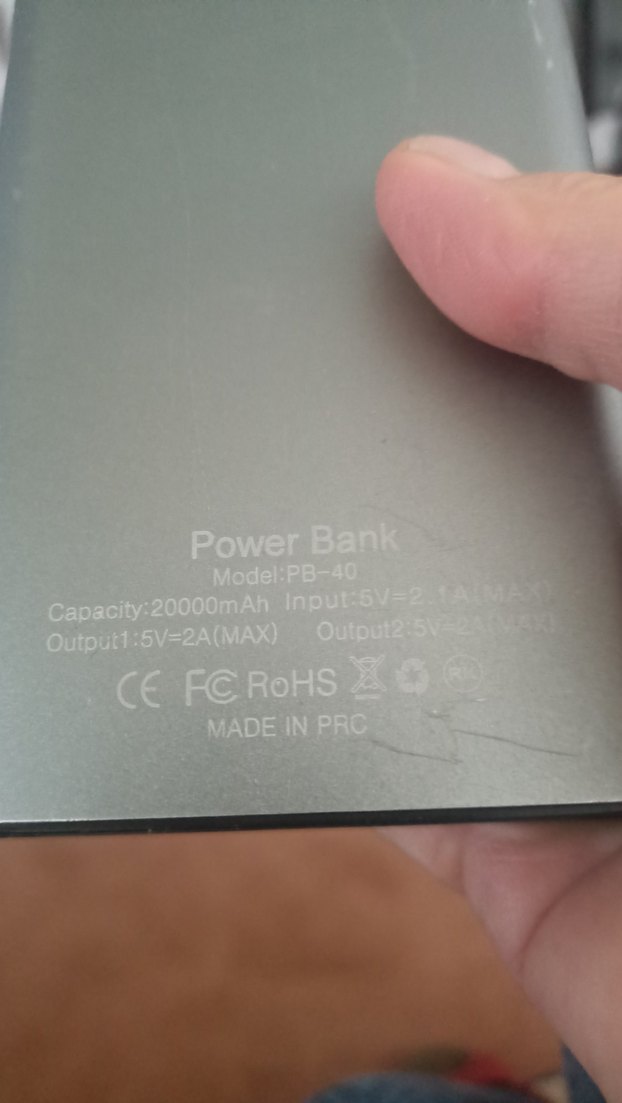 Power Bank
Model:PB-40
Capacity:20000mAh Input:5V=2.1A(MAX)
Output1:5V=2A(MAX) Output2:5V=2A(MAX)
CE FC RoHS
MADE IN PRC